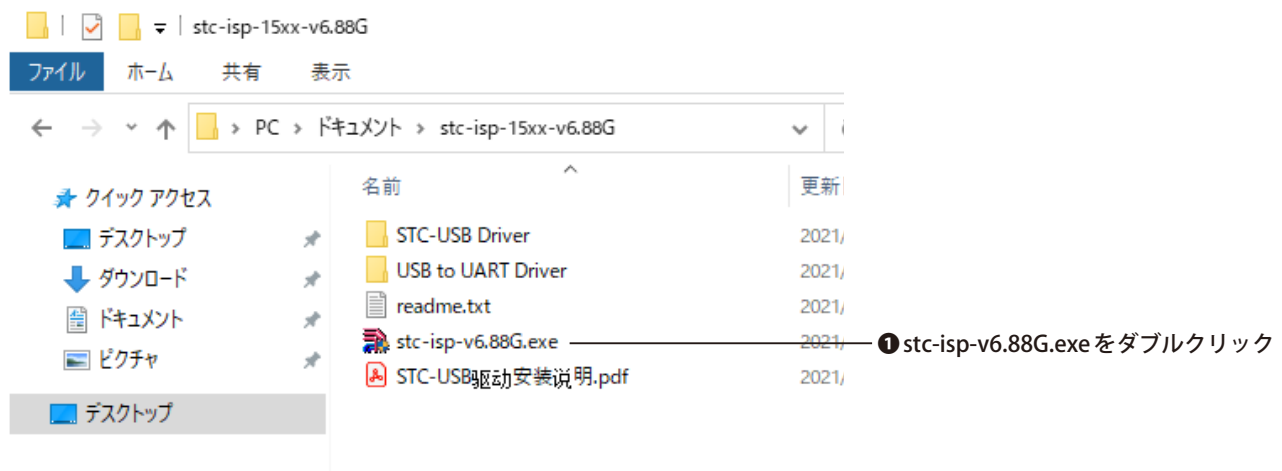 stc-isp-15xx-v6.88G
ファイル ホーム 共有 表示
PC ドキュメント stc-isp-15xx-v6.88G
名前 更新
クイック アクセス
デスクトップ
ダウンロード
ドキュメント
ピクチャ
デスクトップ
STC-USB Driver 2021/
USB to UART Driver 2021/
readme.txt 2021/
stc-isp-v6.88G.exe 2021/ ❶stc-isp-v6.88G.exeをダブルクリック
STC-USB驱动安装说明.pdf 2021/